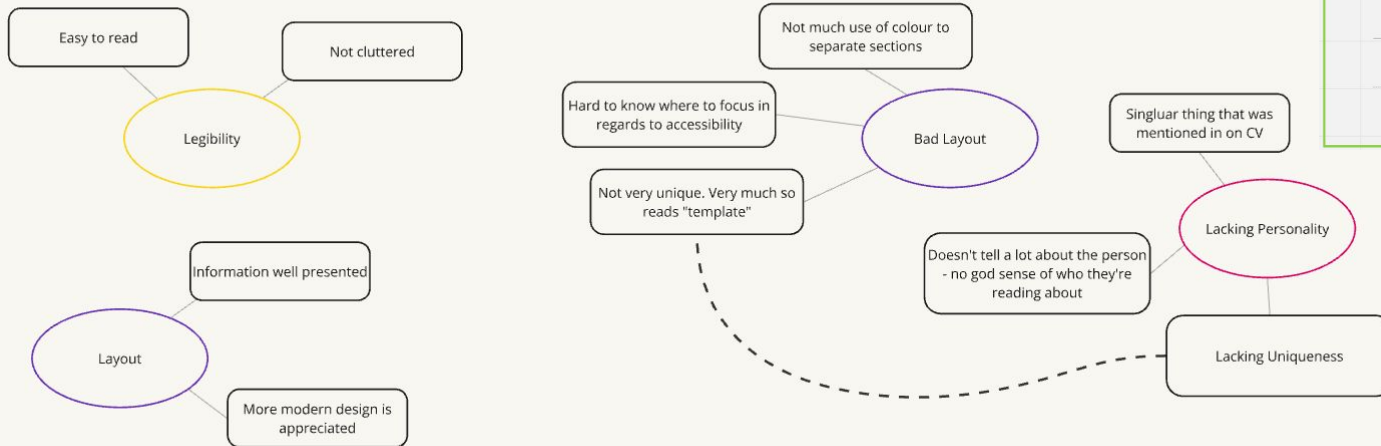 Easy to read
Not cluttered
Legibility
Information well presented
Layout
More modern design is
appreciated
Not much use of colour to
separate sections
Hard to know where to focus in
regards to accessibility
Bad Layout
Not very unique. Very much so
reads "template"
Singluar thing that was
mentioned in on CV
Lacking Personality
Doesn't tell a lot about the person
- no god sense of who they're
reading about
Lacking Uniqueness